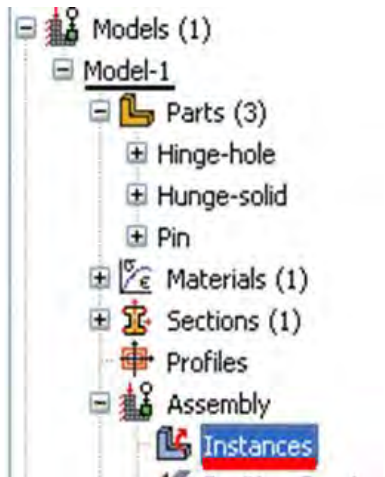 Models (1)
Model-1
Parts (3)
Hinge-hole
Hunge-solid
Pin
Materials (1)
Sections (1)
Profiles
Assembly
Instances